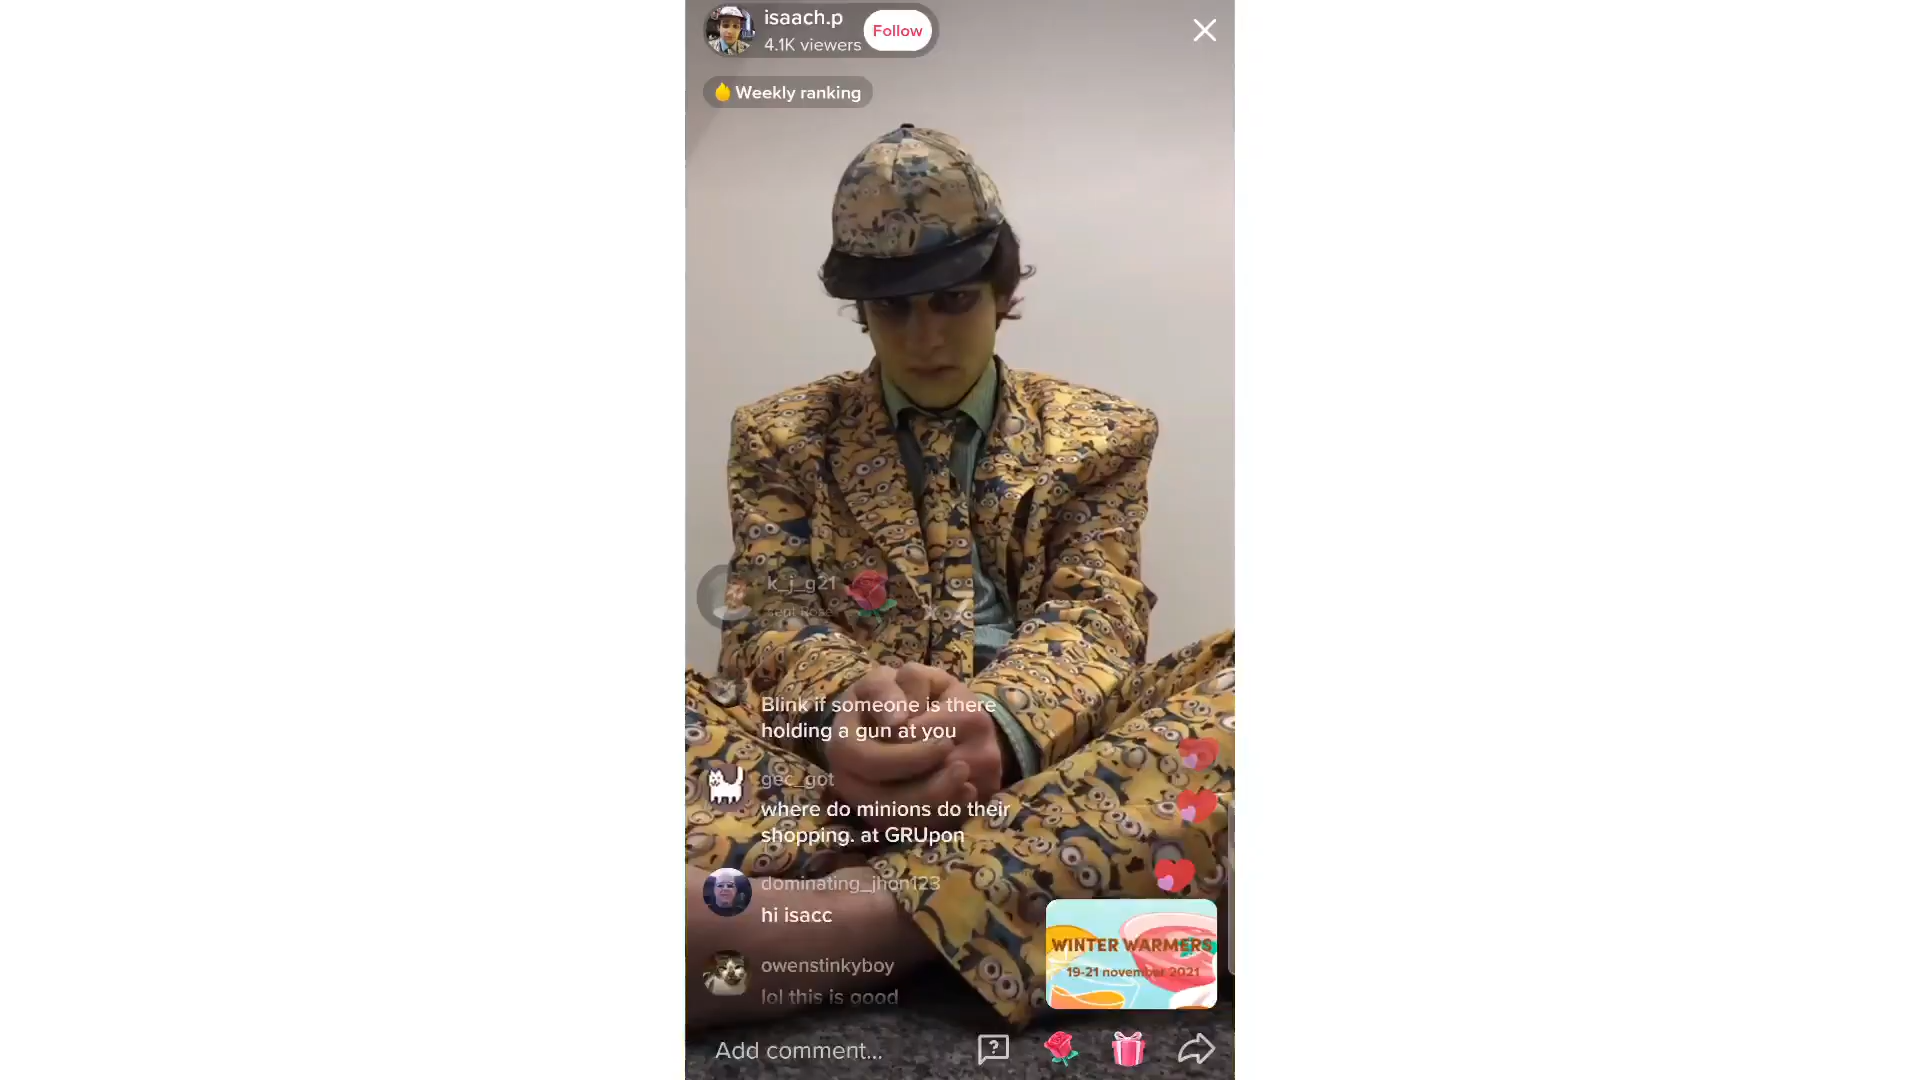 isaach.p
4.1K viewers
Follow
Weekly ranking
k_j_g21
sent Rose
Blink if someone is there
holding a gun at you
gec_got
where do minions do their
shopping. at GRUpon
dominating_jhon123
hi isacc
owenstinkyboy
lol this is good
WINTER WARMERS
19-21 november 2021
Add comment...